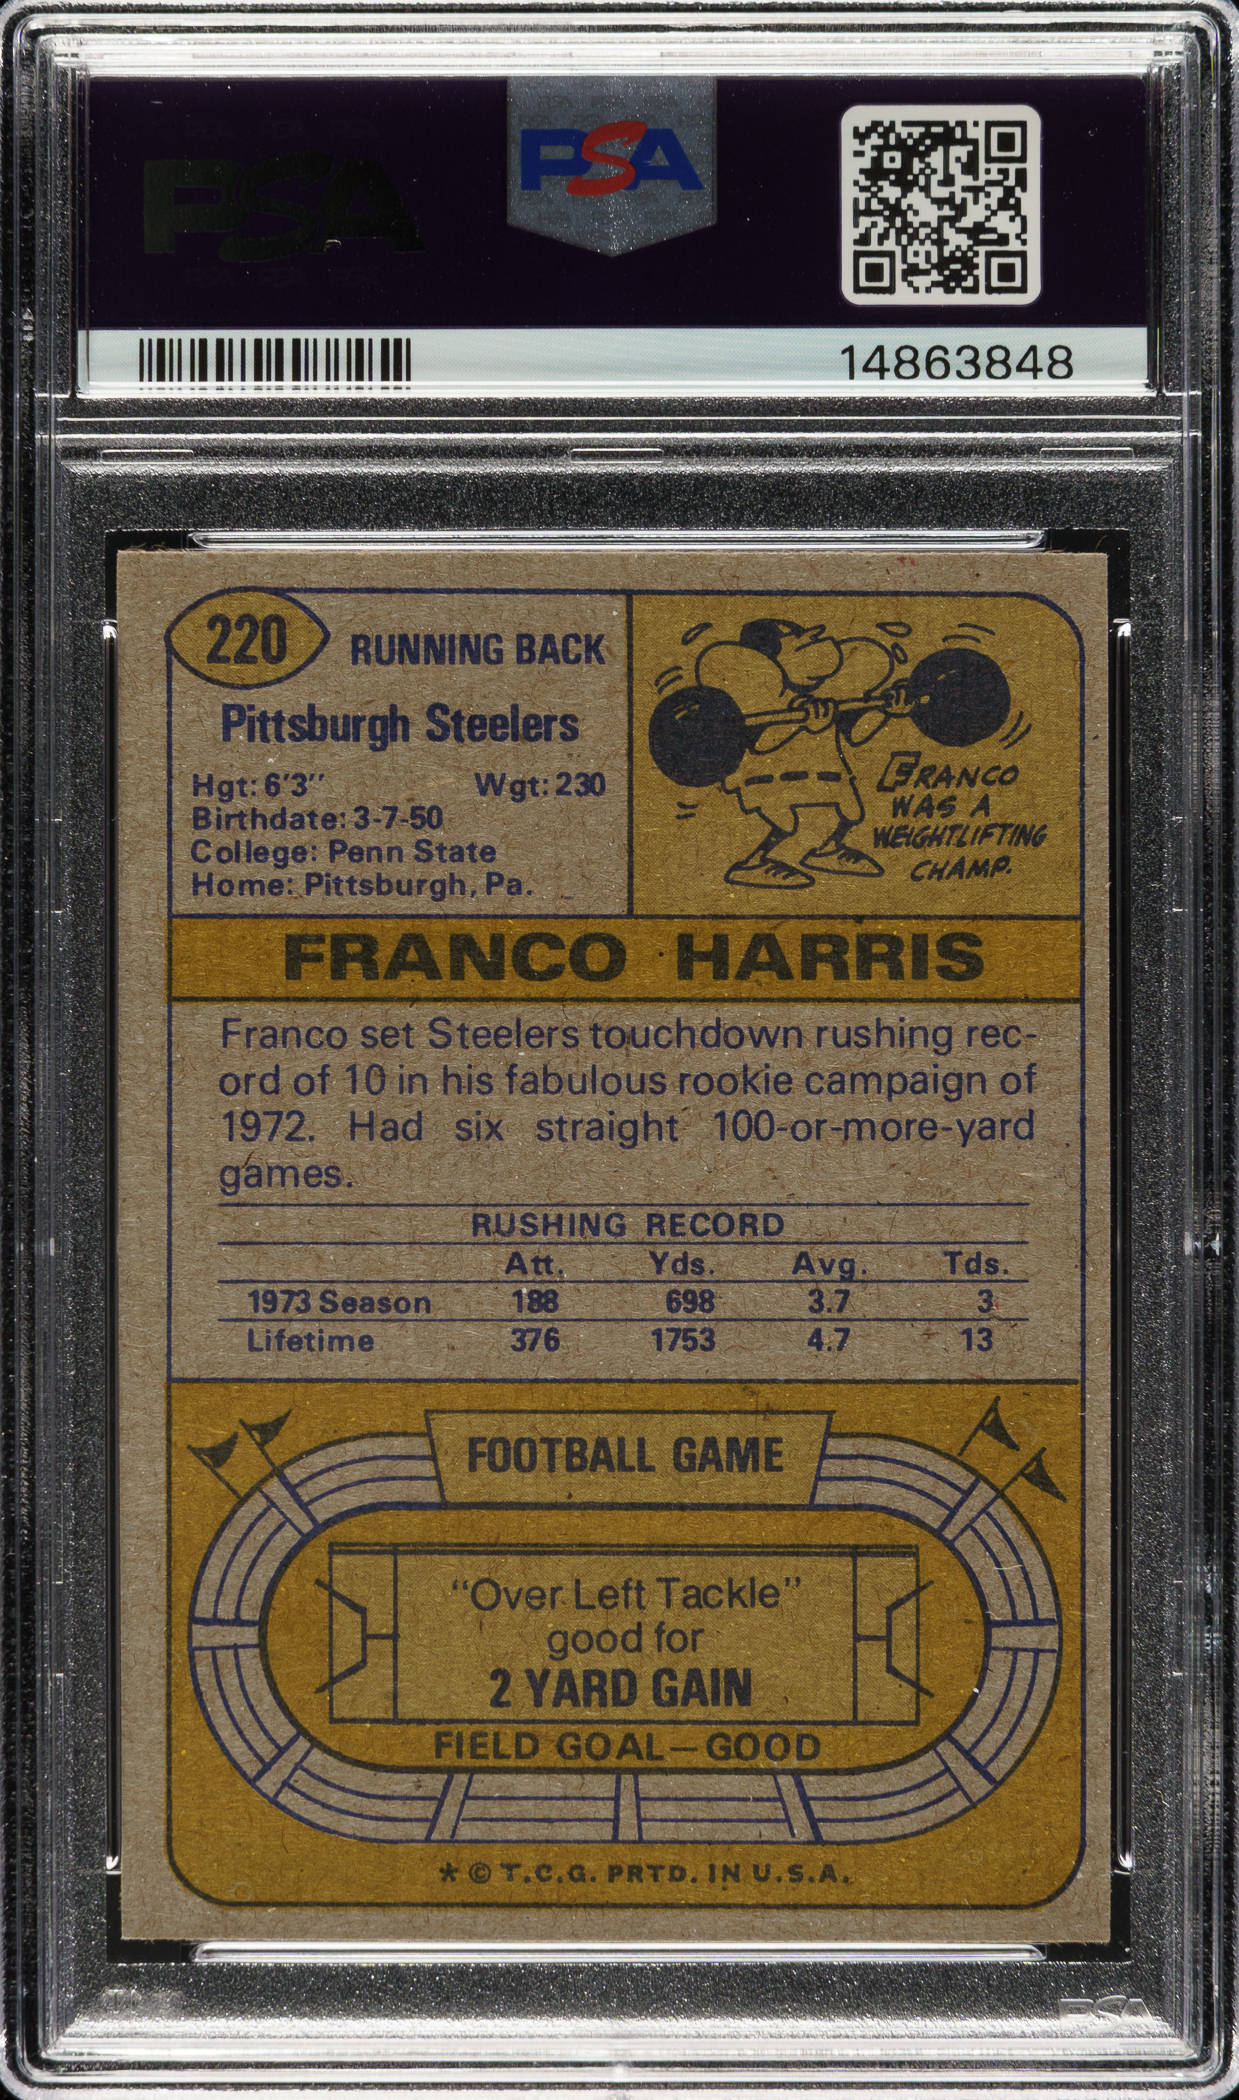 PSA
PSA
14863848
220
RUNNING BACK
Pittsburgh Steelers
Hgt: 6'3" Wgt: 230
Birthdate: 3-7-50
College: Penn State
Home: Pittsburgh, Pa.
FRANCO
WAS A
WEIGHTLIFTING
CHAMP.
FRANCO HARRIS
Franco set Steelers touchdown rushing rec-
ord of 10 in his fabulous rookie campaign of
1972. Had six straight 100-or-more-yard
games.
RUSHING RECORD
Att. Yds. Avg. Tds.
1973 Season 188 698 3.7 3
Lifetime 376 1753 4.7 13
FOOTBALL GAME
"Over Left Tackle"
good for
2 YARD GAIN
FIELD GOAL—GOOD
* © T.C.G. PRTD. IN U.S.A.
PSA